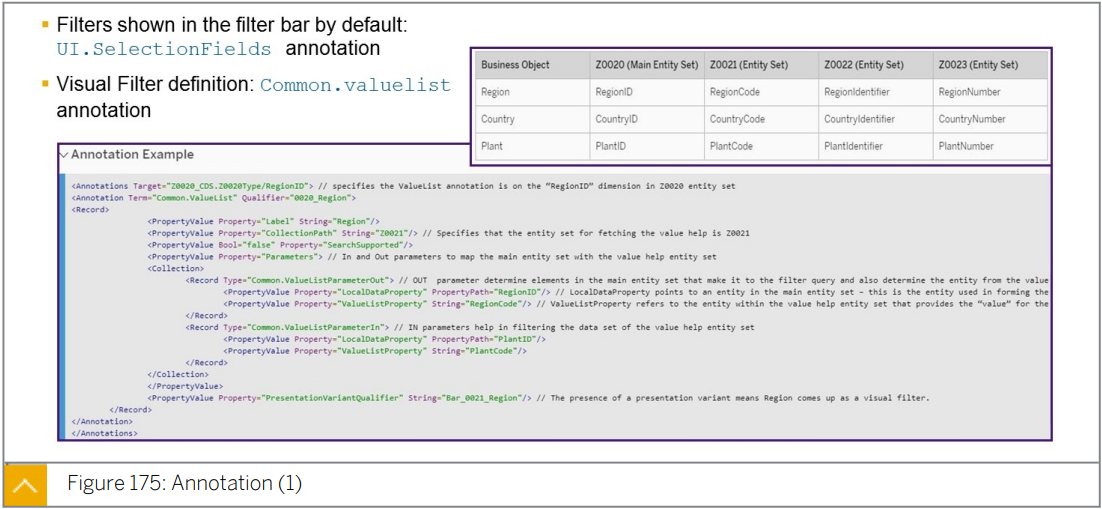 Filters shown in the filter bar by default:
UI.SelectionFields annotation
Visual Filter definition: Common.valuelist
annotation
Business Object Z0020 (Main Entity Set) Z0021 (Entity Set) Z0022 (Entity Set) Z0023 (Entity Set)
Region RegionID RegionCode RegionIdentifier RegionNumber
Country CountryID CountryCode CountryIdentifier CountryNumber
Plant PlantID PlantCode PlantIdentifier PlantNumber
Annotation Example
<Annotations Target="Z0020_CDS.Z0020Type/RegionID"> // specifies the ValueList annotation is on the "RegionID" dimension in Z0020 entity set
<Annotation Term="Common.ValueList" Qualifier="0020_Region">
<Record>
<PropertyValue Property="Label" String="Region"/>
<PropertyValue Property="CollectionPath" String="Z0021"/> // Specifies that the entity set for fetching the value help is Z0021
<PropertyValue Bool="false" Property="SearchSupported"/>
<PropertyValue Property="Parameters"> // In and Out parameters to map the main entity set with the value help entity set
<Collection>
<Record Type="Common.ValueListParameterOut"> // OUT parameter determine elements in the main entity set that make it to the filter query and also determine the entity from the value
<PropertyValue Property="LocalDataProperty" PropertyPath="RegionID"/> // LocalDataProperty points to an entity in the main entity set - this is the entity used in forming the
<PropertyValue Property="ValueListProperty" String="RegionCode"/> // ValueListProperty refers to the entity within the value help entity set that provides the "value" for the
</Record>
<Record Type="Common.ValueListParameterIn"> // IN parameters help in filtering the data set of the value help entity set
<PropertyValue Property="LocalDataProperty" PropertyPath="PlantID"/>
<PropertyValue Property="ValueListProperty" String="PlantCode"/>
</Record>
</Collection>
</PropertyValue>
<PropertyValue Property="PresentationVariantQualifier" String="Bar_0021_Region"/> // The presence of a presentation variant means Region comes up as a visual filter.
</Record>
</Annotation>
</Annotations>
Figure 175: Annotation (1)